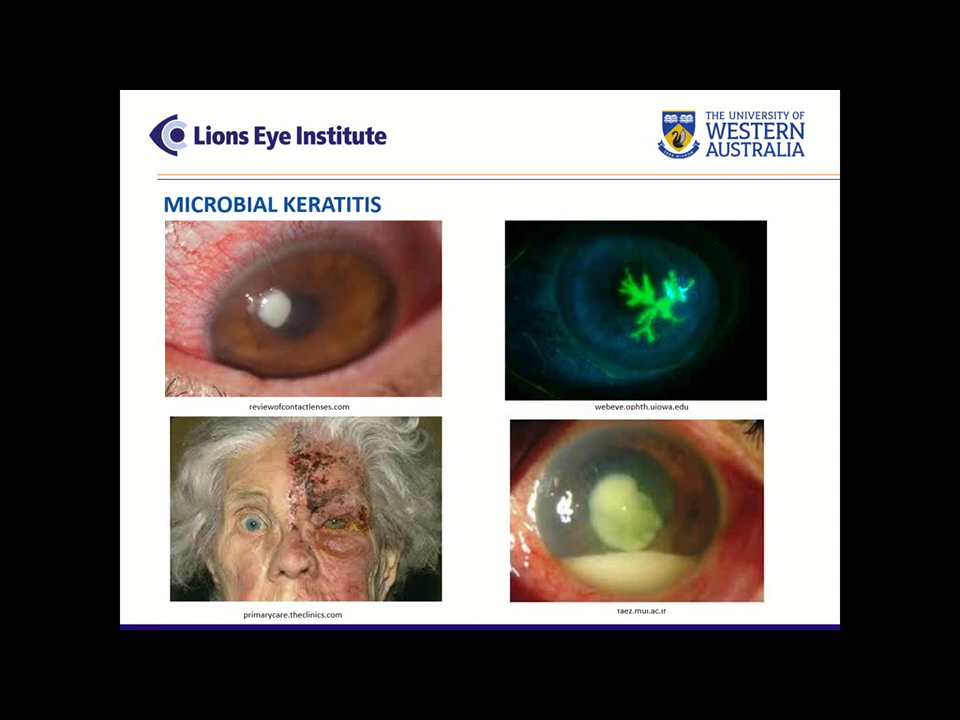 Lions Eye Institute
THE UNIVERSITY OF
WESTERN
AUSTRALIA
MICROBIAL KERATITIS
reviewofcontactlenses.com
webeye.ophth.uiowa.edu
primarycare.theclinics.com
raez.mui.ac.ir